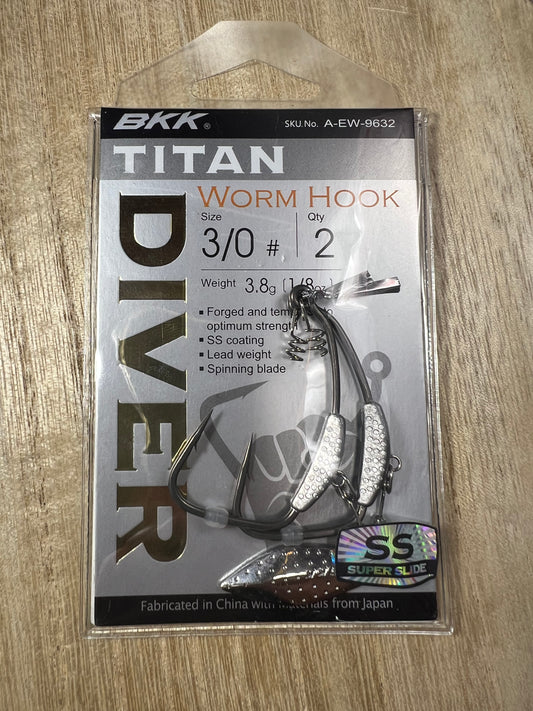 BKK®
SKU.No. A-EW-9632
TITAN
DIVER
WORM HOOK
Size
Qty
3/0 #
2
Weight 3.8g (1/8oz)
• Forged and to
optimum strength
• SS coating
• Lead weight
• Spinning blade
SS
SUPER SLIDE
Fabricated in China with Materials from Japan